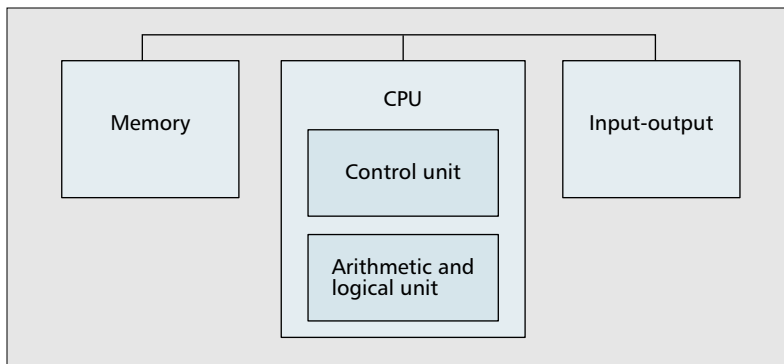 Memory
CPU
Control unit
Arithmetic and
logical unit
Input-output